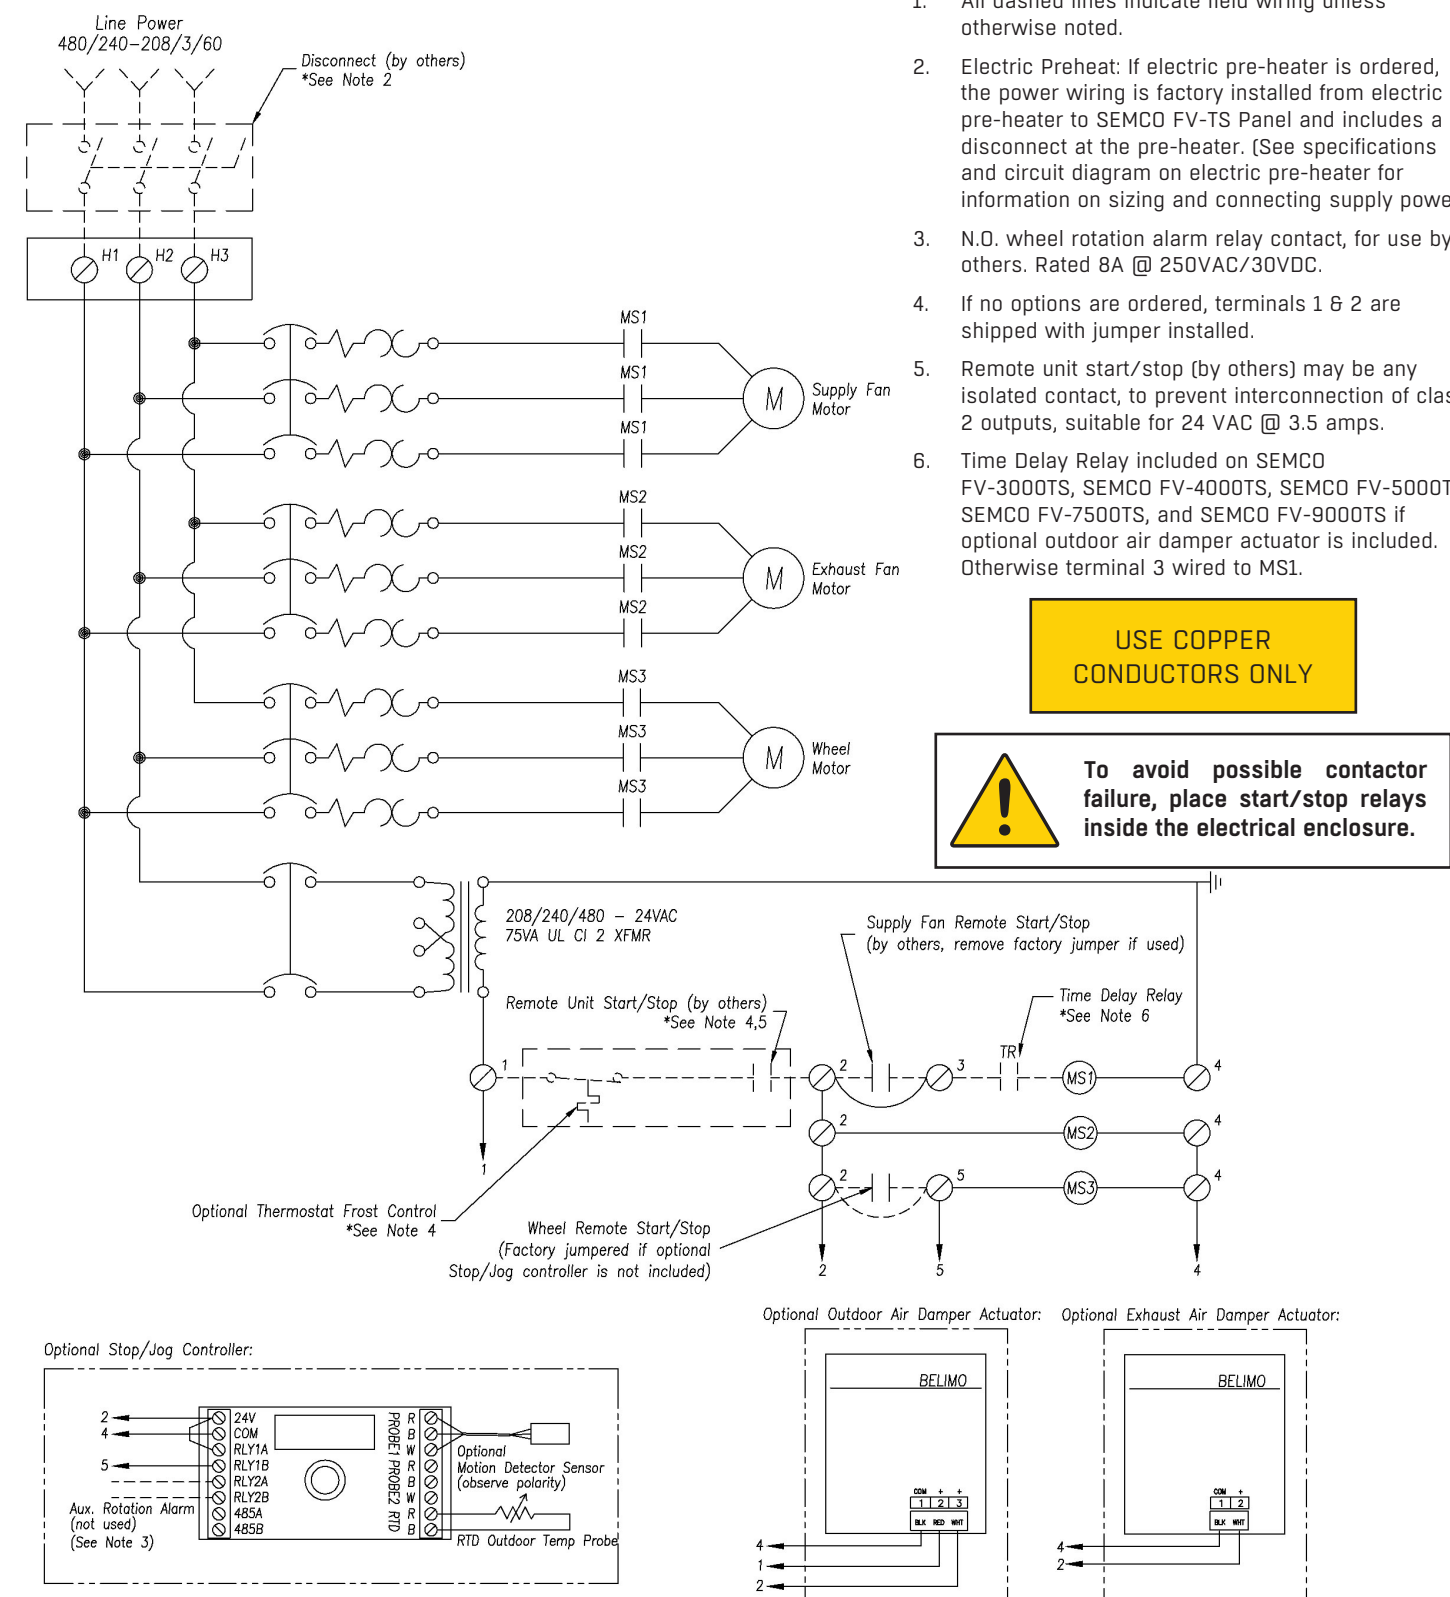 Line Power
480/240-208/3/60
Disconnect (by others)
*See Note 2
H1
H2
H3
MS1
MS1
MS1
M
Supply Fan
Motor
MS2
MS2
MS2
M
Exhaust Fan
Motor
MS3
MS3
MS3
M
Wheel
Motor
1. All dashed lines indicate field wiring unless
otherwise noted.
2. Electric Preheat: If electric pre-heater is ordered,
the power wiring is factory installed from electric
pre-heater to SEMCO FV-TS Panel and includes a
disconnect at the pre-heater. (See specifications
and circuit diagram on electric pre-heater for
information on sizing and connecting supply powe
3. N.O. wheel rotation alarm relay contact, for use by
others. Rated 8A @ 250VAC/30VDC.
4. If no options are ordered, terminals 1 & 2 are
shipped with jumper installed.
5. Remote unit start/stop (by others) may be any
isolated contact, to prevent interconnection of clas
2 outputs, suitable for 24 VAC @ 3.5 amps.
6. Time Delay Relay included on SEMCO
FV-3000TS, SEMCO FV-4000TS, SEMCO FV-5000T
SEMCO FV-7500TS, and SEMCO FV-9000TS if
optional outdoor air damper actuator is included.
Otherwise terminal 3 wired to MS1.
USE COPPER
CONDUCTORS ONLY
To avoid possible contactor
failure, place start/stop relays
inside the electrical enclosure.
208/240/480 - 24VAC
75VA UL Cl 2 XFMR
Supply Fan Remote Start/Stop
(by others, remove factory jumper if used)
Remote Unit Start/Stop (by others)
*See Note 4,5
Time Delay Relay
*See Note 6
1
2
3
TR
MS1
4
2
MS2
4
2
5
MS3
4
1
Optional Thermostat Frost Control
*See Note 4
Wheel Remote Start/Stop
(Factory jumpered if optional
Stop/Jog controller is not included)
2
5
4
Optional Stop/Jog Controller:
2
4
5
24V
COM
RLY1A
RLY1B
RLY2A
RLY2B
485A
485B
Aux. Rotation Alarm
(not used)
(See Note 3)
PROBE1
R
B
W
PROBE2
R
B
W
RTD
R
B
Optional
Motion Detector Sensor
(observe polarity)
RTD Outdoor Temp Probe
Optional Outdoor Air Damper Actuator:
BELIMO
COM + +
1 2 3
BLK RED WHT
4
1
2
Optional Exhaust Air Damper Actuator:
BELIMO
COM +
1 2
BLK WHT
4
2